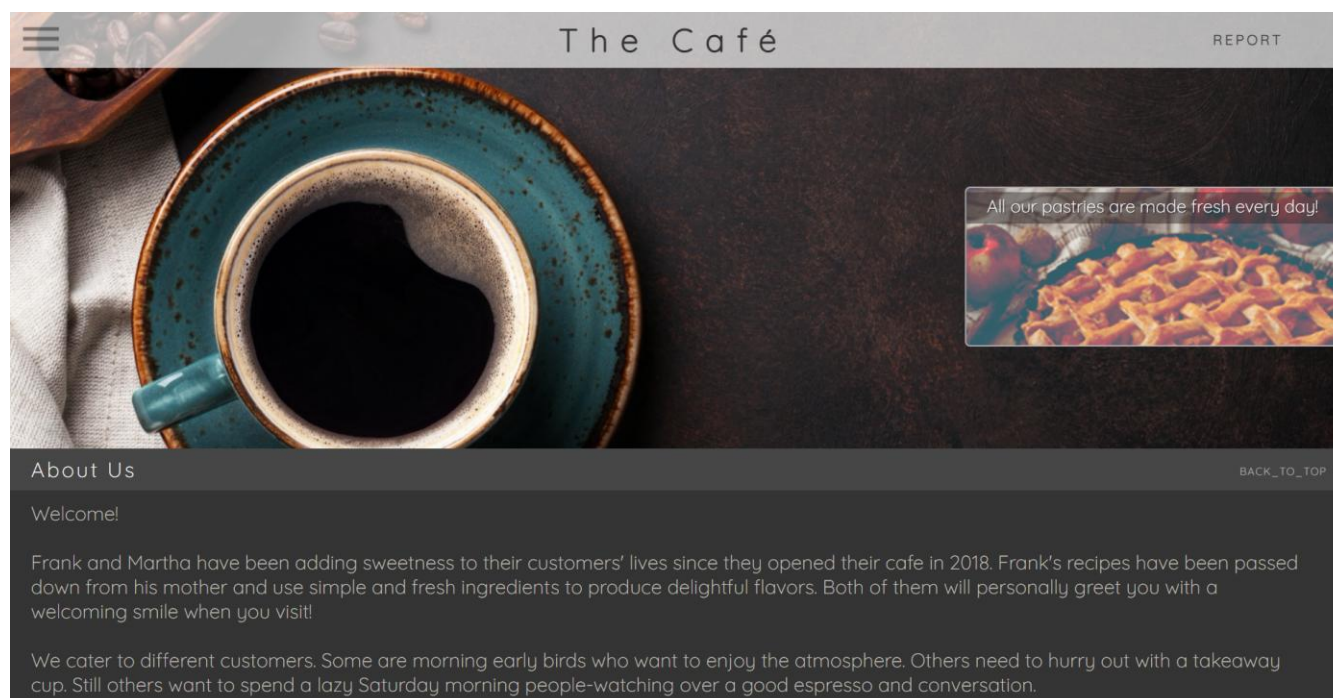 The Café
REPORT
All our pastries are made fresh every day!
About Us
BACK_TO_TOP
Welcome!
Frank and Martha have been adding sweetness to their customers' lives since they opened their cafe in 2018. Frank's recipes have been passed
down from his mother and use simple and fresh ingredients to produce delightful flavors. Both of them will personally greet you with a
welcoming smile when you visit!
We cater to different customers. Some are morning early birds who want to enjoy the atmosphere. Others need to hurry out with a takeaway
cup. Still others want to spend a lazy Saturday morning people-watching over a good espresso and conversation.